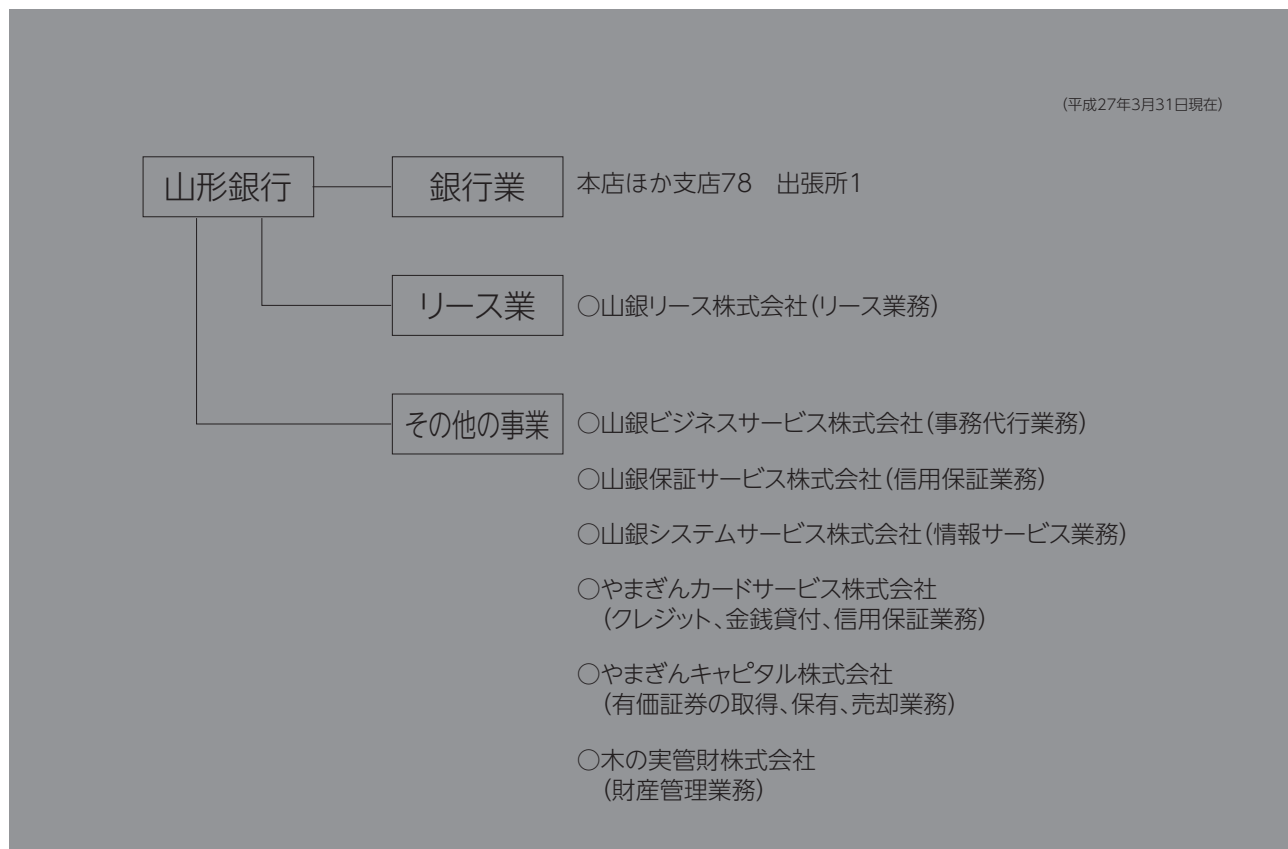 (平成27年3月31日現在)
山形銀行
銀行業
本店ほか支店78 出張所1
リース業
○山銀リース株式会社(リース業務)
その他の事業
○山銀ビジネスサービス株式会社(事務代行業務)
○山銀保証サービス株式会社(信用保証業務)
○山銀システムサービス株式会社(情報サービス業務)
○やまぎんカードサービス株式会社
(クレジット、金銭貸付、信用保証業務)
○やまぎんキャピタル株式会社
(有価証券の取得、保有、売却業務)
○木の実管財株式会社
(財産管理業務)